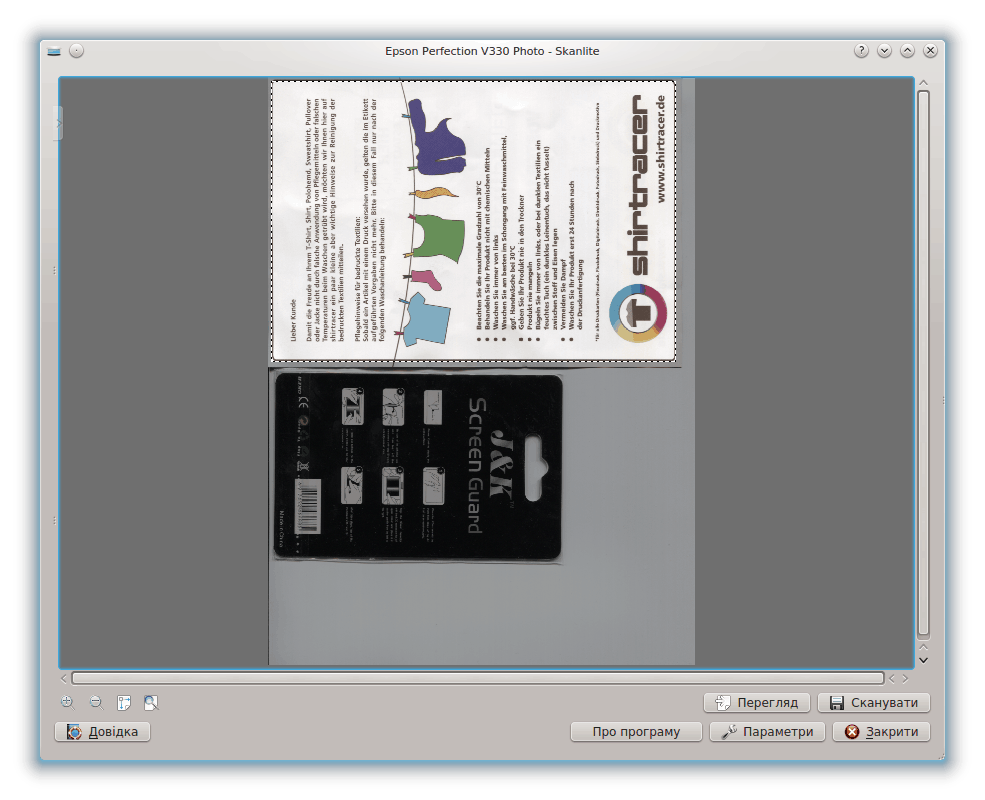 Epson Perfection V330 Photo - Skanlite
Lieber Kunde
Damit die Freude an Ihrem T-Shirt, Shirt, Polohemd, Sweatshirt, Pullover
oder Jacke nicht durch falsche Anwendung von Pflegemitteln oder falschen
Temperaturen beim Waschen getrübt wird, möchten wir Ihnen hier auf
shirtracer ein paar kleine aber wichtige Hinweise zur Reinigung der
bedruckten Textilien mitteilen.
Pflegehinweise für bedruckte Textilien:
Sobald ein Artikel mit einem Druck versehen wurde, gelten die im Etikett
aufgeführten Vorgaben nicht mehr. Bitte in diesem Fall nur nach der
folgenden Waschanleitung behandeln:
• Beachten Sie die maximale Gradzahl von 30°C
• Behandeln Sie Ihr Produkt nicht mit chemischen Mitteln
• Waschen Sie immer von links
• Waschen Sie am besten im Schongang mit Feinwaschmittel,
ggf. Handwäsche bei 30°C
• Geben Sie Ihr Produkt nie in den Trockner
• Produkt nie mangeln
• Bügeln Sie immer von links, oder bei dunklen Textilien ein
feuchtes Tuch (ein dunkles Leinentuch, das nicht fusselt)
zwischen Stoff und Eisen legen
• Vermeiden Sie Dampf
• Waschen Sie Ihr Produkt erst 24 Stunden nach
der Druckanfertigung
shirtracer
www.shirtracer.de
J&K
Screen Guard
Made in China
Перегляд
Сканувати
Довідка
Про програму
Параметри
Закрити